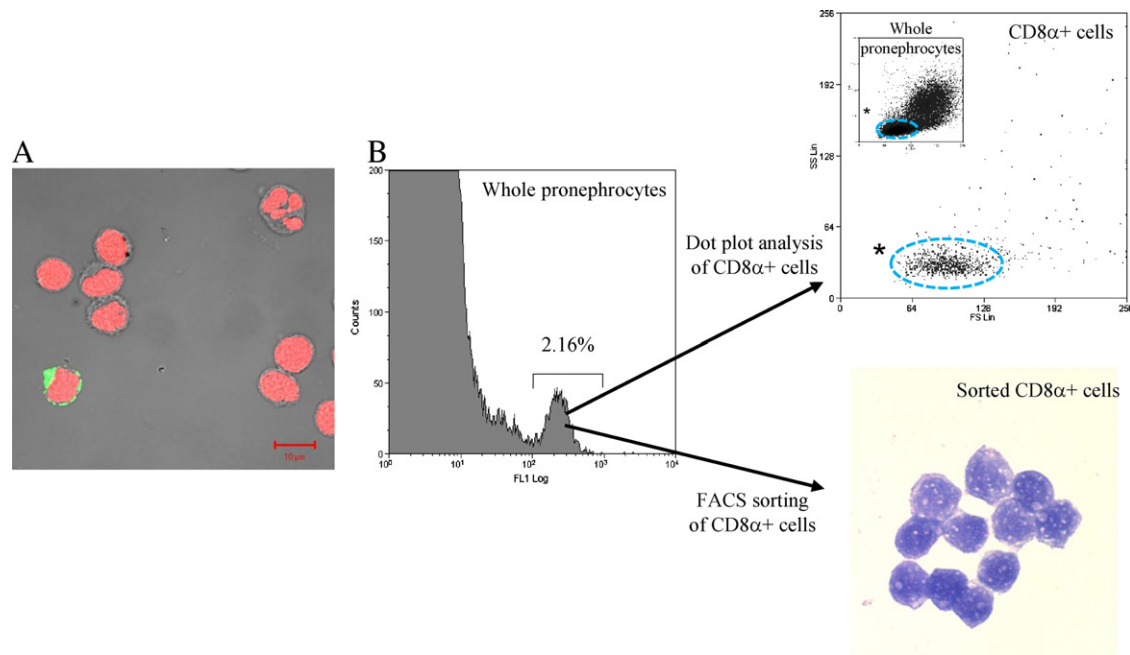 A
10 µm
B
Whole pronephrocytes
200
150
100
50
0
Counts
2.16%
10⁰
10¹
10²
10³
10⁴
FL1 Log
Dot plot analysis
of CD8α+ cells
FACS sorting
of CD8α+ cells
CD8α+ cells
Whole
pronephrocytes
*
*
256
192
128
64
0
SS Lin
0
64
128
192
256
FS Lin
Sorted CD8α+ cells